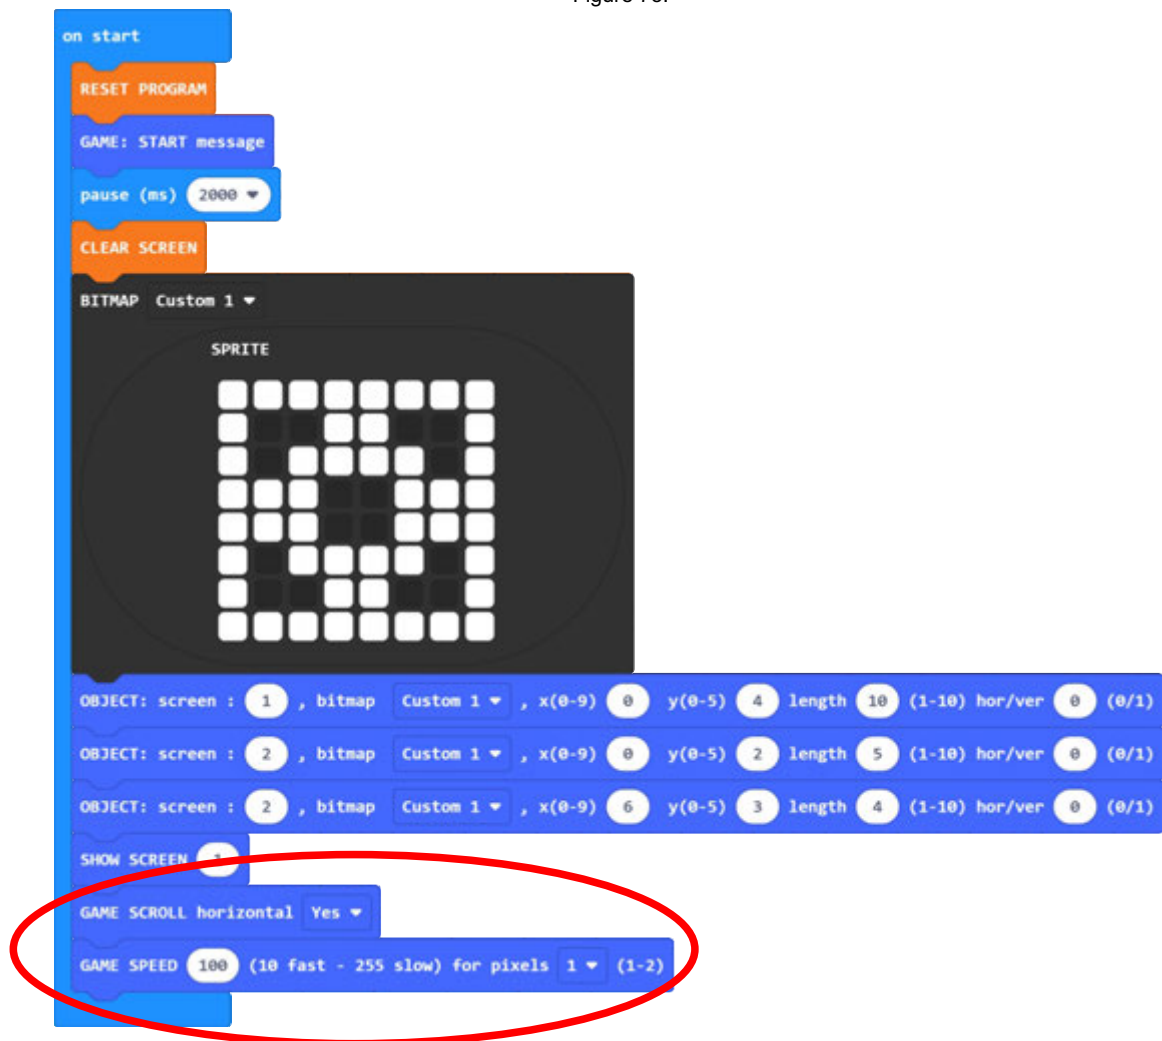 on start
RESET PROGRAM
GAME: START message
pause (ms) 2000
CLEAR SCREEN
BITMAP Custom 1
SPRITE
OBJECT: screen : 1 , bitmap Custom 1 , x(0-9) 0 y(0-5) 4 length 10 (1-10) hor/ver 0 (0/1)
OBJECT: screen : 2 , bitmap Custom 1 , x(0-9) 0 y(0-5) 2 length 5 (1-10) hor/ver 0 (0/1)
OBJECT: screen : 2 , bitmap Custom 1 , x(0-9) 6 y(0-5) 3 length 4 (1-10) hor/ver 0 (0/1)
SHOW SCREEN 1
GAME SCROLL horizontal Yes
GAME SPEED 100 (10 fast - 255 slow) for pixels 1 (1-2)